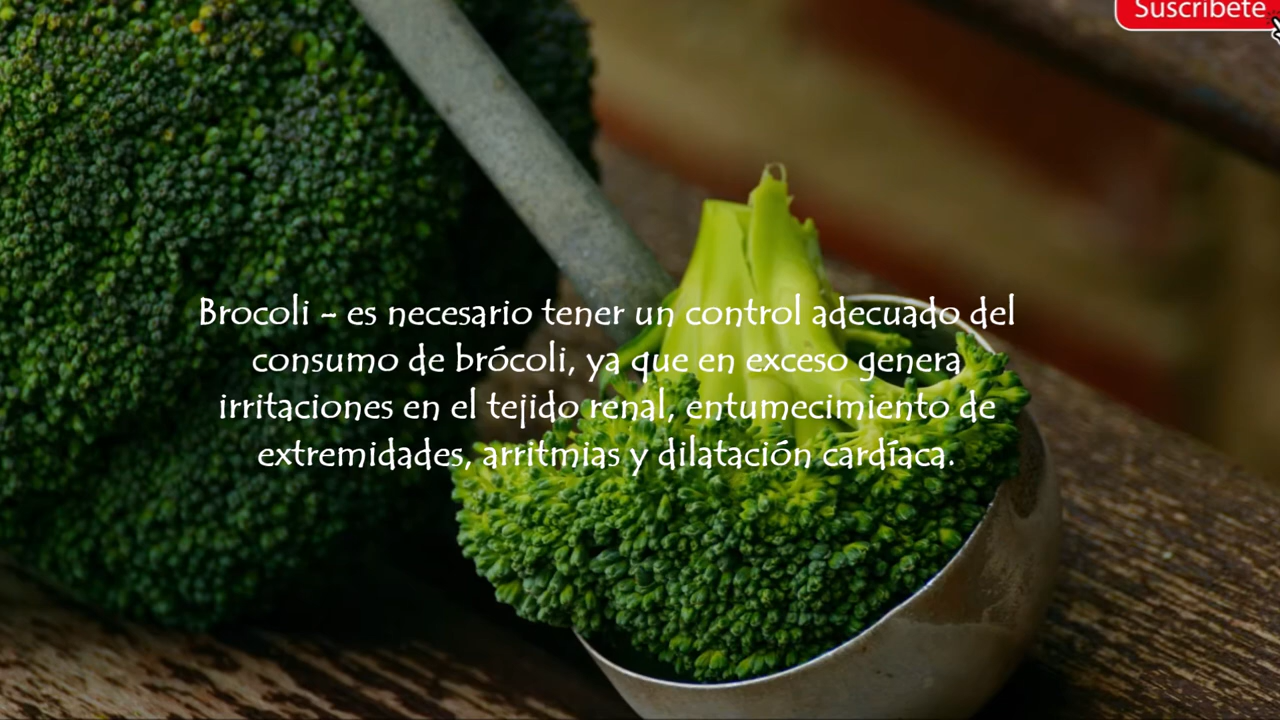 Suscribete
Brocoli - es necesario tener un control adecuado del
consumo de brócoli, ya que en exceso genera
irritaciones en el tejido renal, entumecimiento de
extremidades, arritmias y dilatación cardíaca.